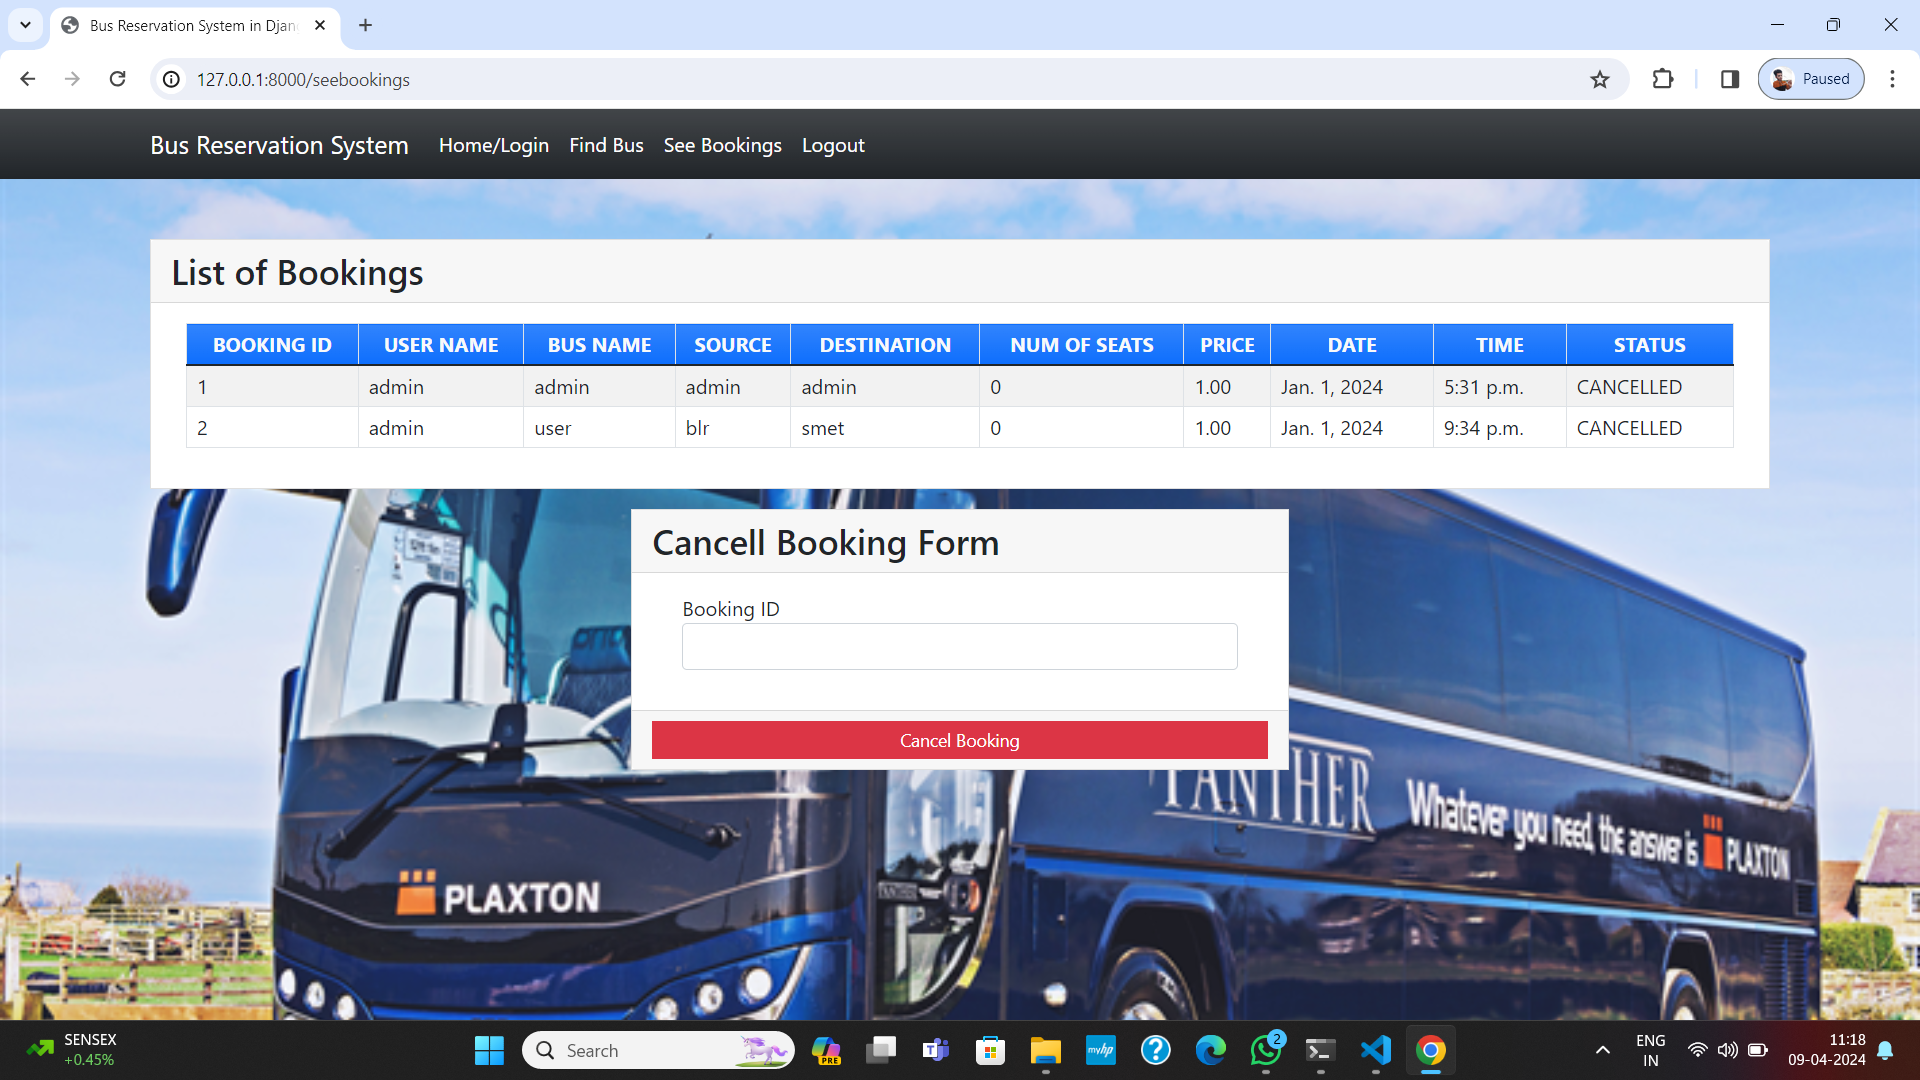 Bus Reservation System in Djan
127.0.0.1:8000/seebookings
Paused
Bus Reservation System Home/Login Find Bus See Bookings Logout
List of Bookings
BOOKING ID USER NAME BUS NAME SOURCE DESTINATION NUM OF SEATS PRICE DATE TIME STATUS
1 admin admin admin admin 0 1.00 Jan. 1, 2024 5:31 p.m. CANCELLED
2 admin user blr smet 0 1.00 Jan. 1, 2024 9:34 p.m. CANCELLED
Cancell Booking Form
Booking ID
Cancel Booking
PANTHER
Whatever you need, the answer is PLAXTON
PANTHER
PLAXTON
SENSEX
+0.45%
Search
PRE
myhp
2
ENG
IN
11:18
09-04-2024